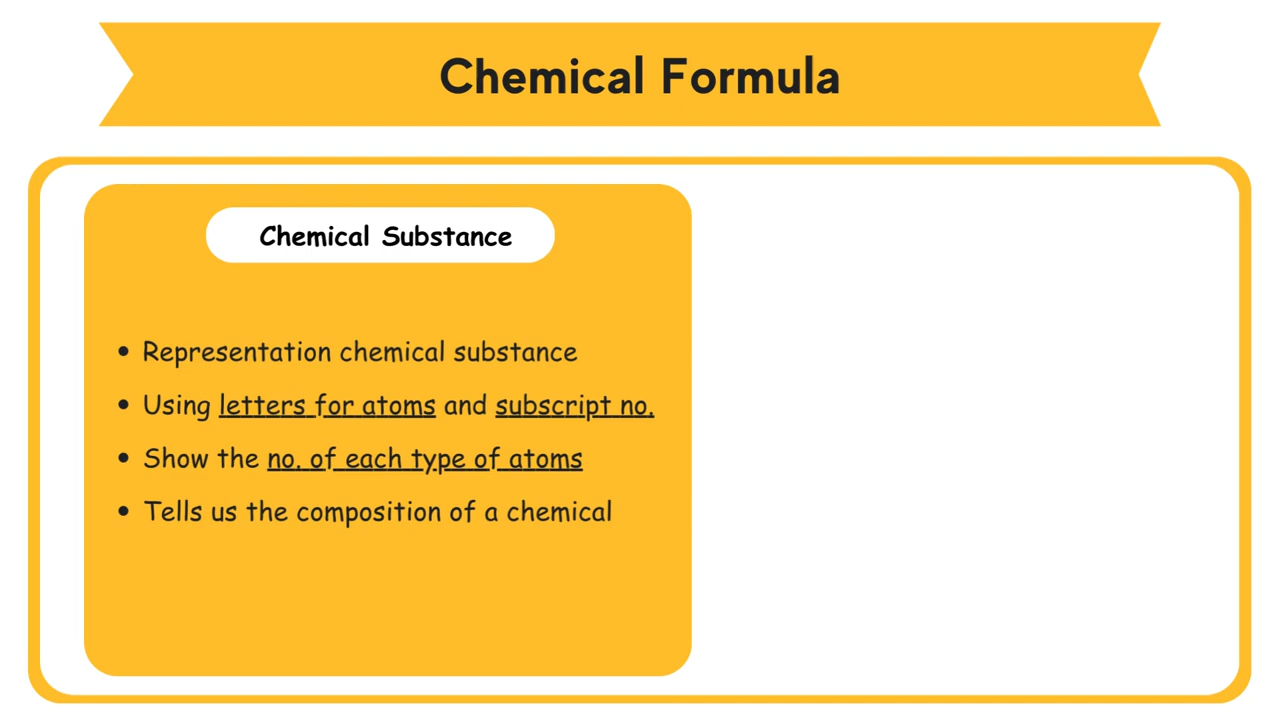 Chemical Formula
Chemical Substance
• Representation chemical substance
• Using letters for atoms and subscript no.
• Show the no. of each type of atoms
• Tells us the composition of a chemical